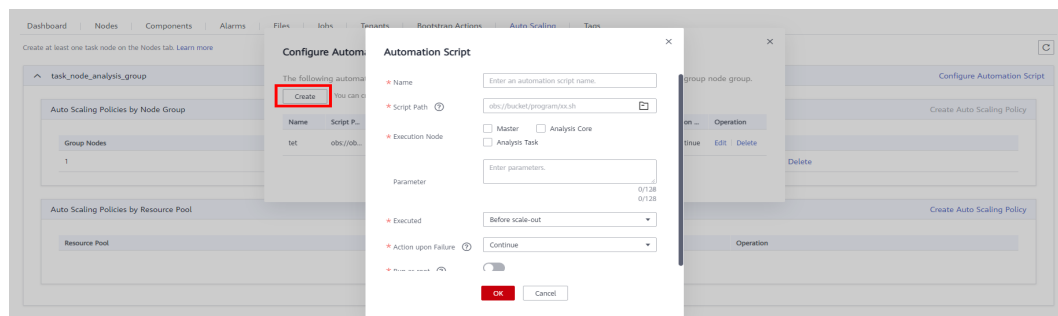 Dashboard Nodes Components Alarms Files Jobs Tenants Bootstrap Actions Auto Scaling Tags
Create at least one task node on the Nodes tab. Learn more
task_node_analysis_group
Configure Automation Script
Auto Scaling Policies by Node Group
Create Auto Scaling Policy
Group Nodes
1
Delete
Auto Scaling Policies by Resource Pool
Create Auto Scaling Policy
Resource Pool
Operation
Configure Automa
The following automat
group node group.
Create
You can c
Name Script P... on ... Operation
tet obs://ob... tinue Edit Delete
Automation Script
* Name Enter an automation script name.
* Script Path ? obs://bucket/program/xx.sh
* Execution Node Master Analysis Core
Analysis Task
Parameter Enter parameters.
0/128
0/128
* Executed Before scale-out
* Action upon Failure ? Continue
OK Cancel